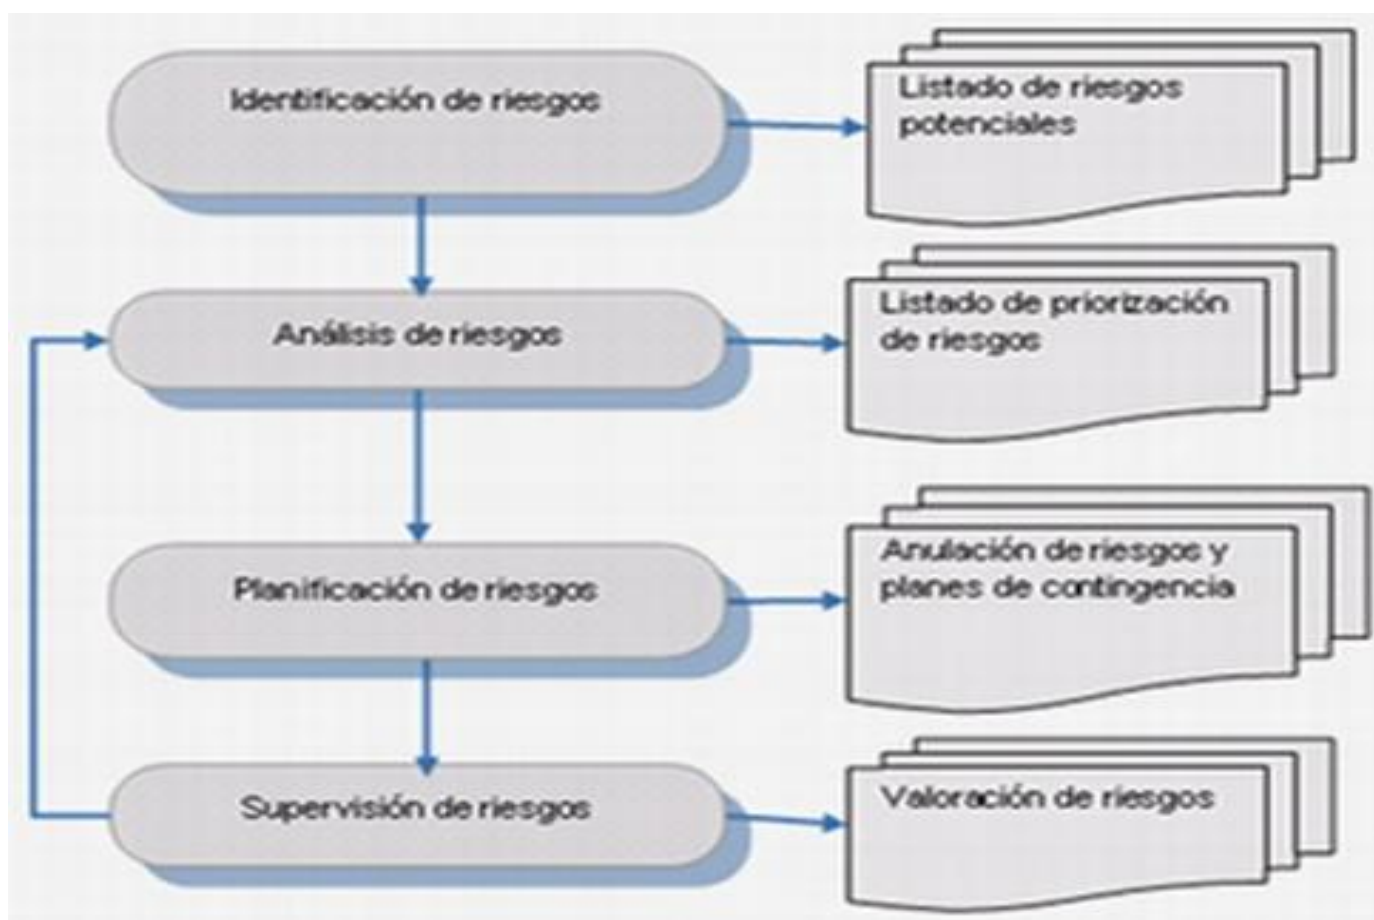 Identificación de riesgos
Listado de riesgos
potenciales
Análisis de riesgos
Listado de priorización
de riesgos
Planificación de riesgos
Anulación de riesgos y
planes de contingencia
Supervisión de riesgos
Valoración de riesgos